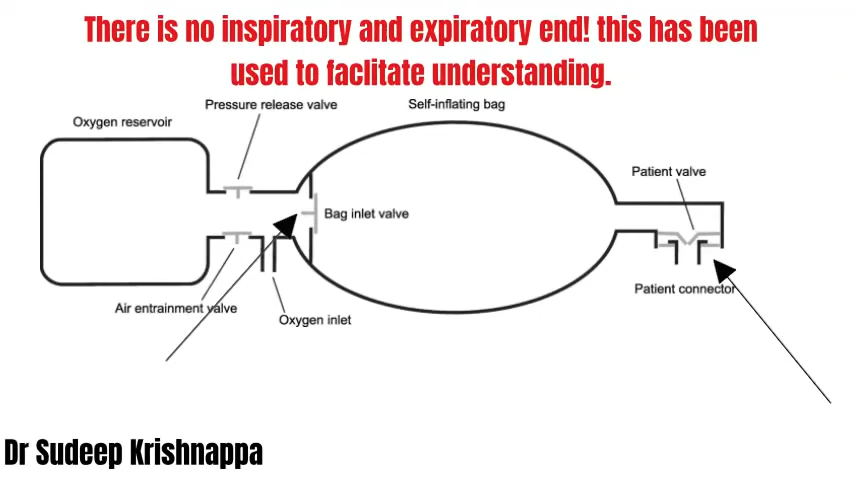 There is no inspiratory and expiratory end! this has been
used to faclitate understanding.
Pressure release valve
Self-inflating bag
Oxygen reservoir
Patient valve
Bag inlet valve
Patient connector
Air entrainment valve
Oxygen inlet
Dr Sudeep Krishnappa